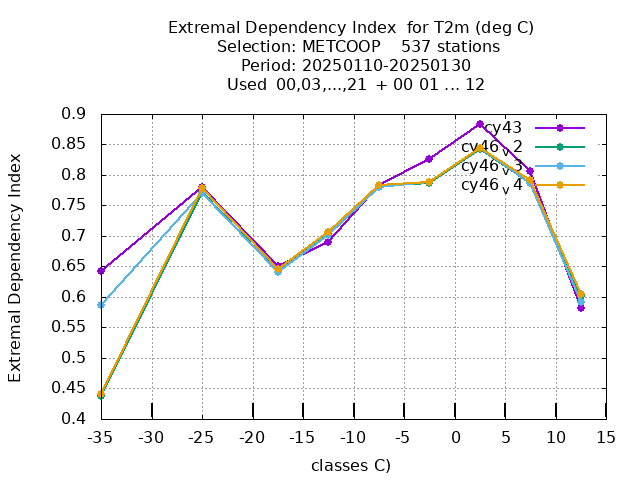 Extremal Dependency Index  for T2m (deg C)
Selection: METCOOP    537 stations
Period: 20250110-20250130
Used  00,03,...,21  + 00 01 ... 12
0.9
0.85
0.8
0.75
0.7
0.65
0.6
0.55
0.5
0.45
0.4
Extremal Dependency Index
cy43
cy46v2
cy46v3
cy46v4
-35 -30 -25 -20 -15 -10 -5 0 5 10 15
classes C)